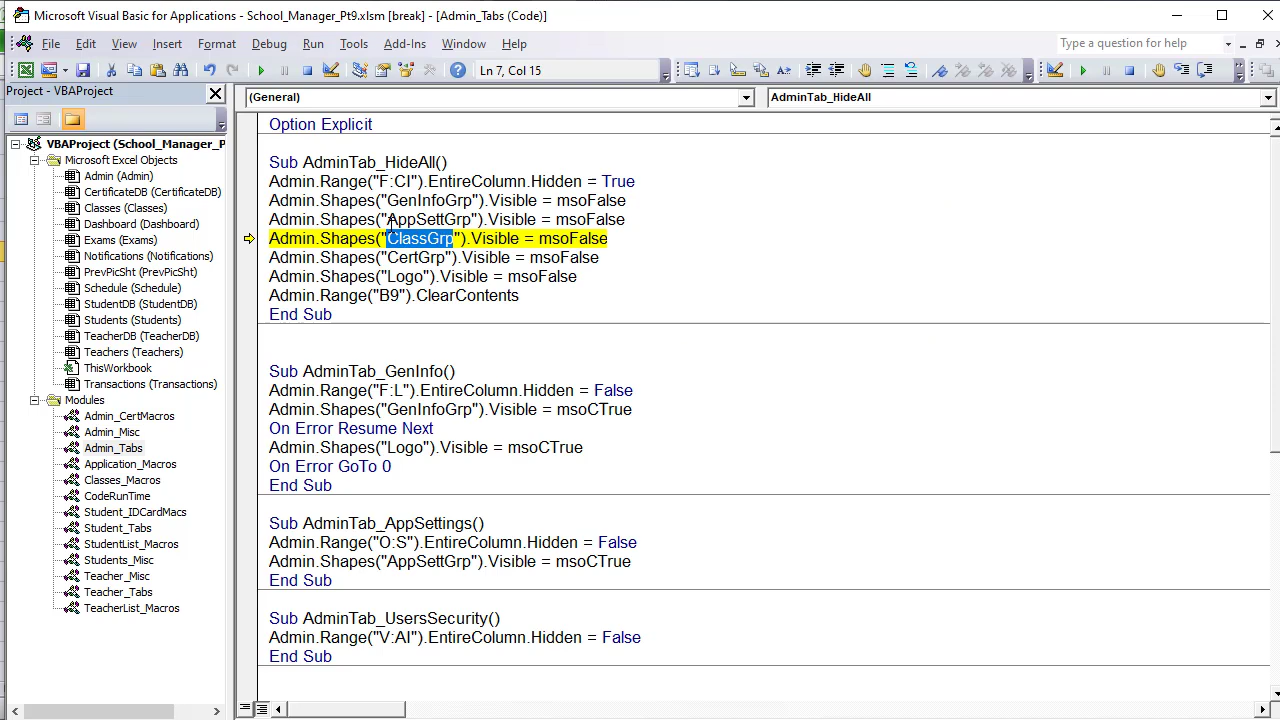 Microsoft Visual Basic for Applications - School_Manager_Pt9.xlsm [break] - [Admin_Tabs (Code)]
File Edit View Insert Format Debug Run Tools Add-Ins Window Help
Type a question for help
Ln 7, Col 15
Project - VBAProject
(General)
AdminTab_HideAll
VBAProject (School_Manager_P
Microsoft Excel Objects
Admin (Admin)
CertificateDB (CertificateDB)
Classes (Classes)
Dashboard (Dashboard)
Exams (Exams)
Notifications (Notifications)
PrevPicSht (PrevPicSht)
Schedule (Schedule)
StudentDB (StudentDB)
Students (Students)
TeacherDB (TeacherDB)
Teachers (Teachers)
ThisWorkbook
Transactions (Transactions)
Modules
Admin_CertMacros
Admin_Misc
Admin_Tabs
Application_Macros
Classes_Macros
CodeRunTime
Student_IDCardMacs
Student_Tabs
StudentList_Macros
Students_Misc
Teacher_Misc
Teacher_Tabs
TeacherList_Macros
Option Explicit
Sub AdminTab_HideAll()
Admin.Range("F:CI").EntireColumn.Hidden = True
Admin.Shapes("GenInfoGrp").Visible = msoFalse
Admin.Shapes("AppSettGrp").Visible = msoFalse
Admin.Shapes("ClassGrp").Visible = msoFalse
Admin.Shapes("CertGrp").Visible = msoFalse
Admin.Shapes("Logo").Visible = msoFalse
Admin.Range("B9").ClearContents
End Sub
Sub AdminTab_GenInfo()
Admin.Range("F:L").EntireColumn.Hidden = False
Admin.Shapes("GenInfoGrp").Visible = msoCTrue
On Error Resume Next
Admin.Shapes("Logo").Visible = msoCTrue
On Error GoTo 0
End Sub
Sub AdminTab_AppSettings()
Admin.Range("O:S").EntireColumn.Hidden = False
Admin.Shapes("AppSettGrp").Visible = msoCTrue
End Sub
Sub AdminTab_UsersSecurity()
Admin.Range("V:AI").EntireColumn.Hidden = False
End Sub